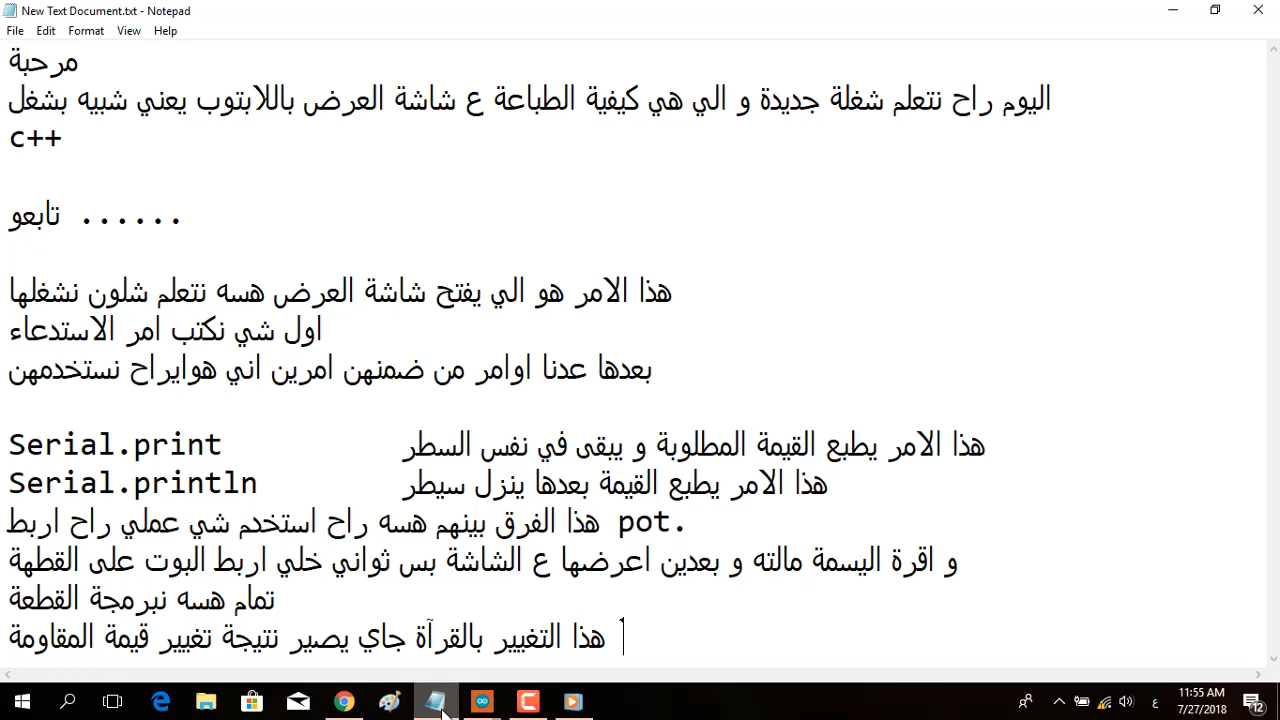 New Text Document.txt - Notepad
File Edit Format View Help
مرحبة
اليوم راح نتعلم شغلة جديدة و الي هي كيفية الطباعة ع شاشة العرض باللابتوب يعني شبيه بشغل
c++
تابعو ......
هذا الامر هو الي يفتح شاشة العرض هسه نتعلم شلون نشغلها
اول شي نكتب امر الاستدعاء
بعدها عدنا اوامر من ضمنهن امرين اني هوايراح نستخدمهن
Serial.print هذا الامر يطبع القيمة المطلوبة و يبقى في نفس السطر
Serial.println هذا الامر يطبع القيمة بعدها ينزل سيطر
هذا الفرق بينهم هسه راح استخدم شي عملي راح اربط pot.
و اقرة اليسمة مالته و بعدين اعرضها ع الشاشة بس ثواني خلي اربط البوت على القطهة
تمام هسه نبرمجة القطعة
هذا التغيير بالقرآة جاي يصير نتيجة تغيير قيمة المقاومة
ع
11:55 AM
7/27/2018
12